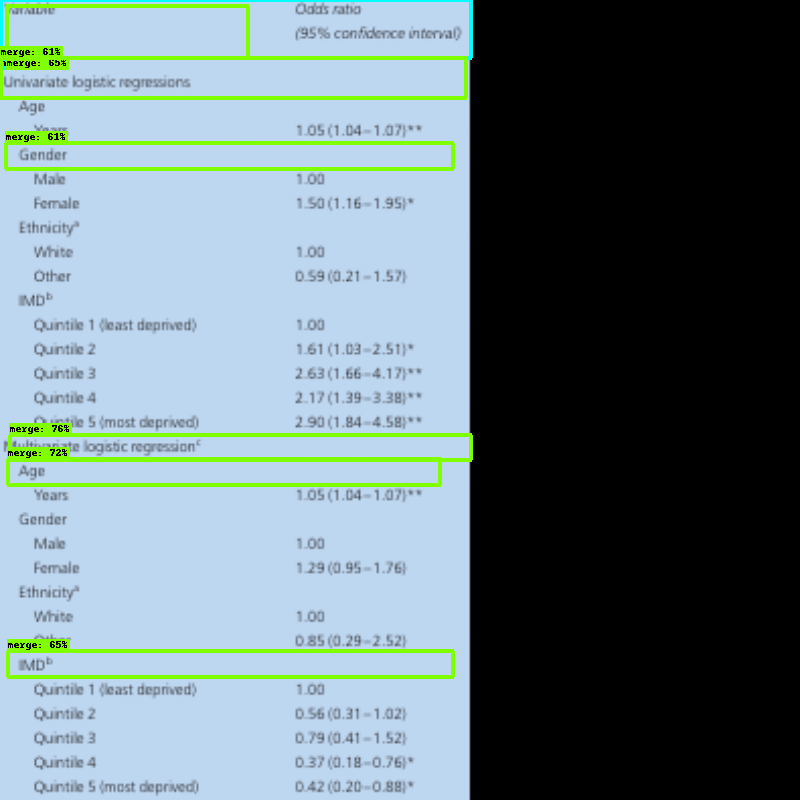 Variable Odds ratio
(95% confidence interval)
merge: 61%
merge: 65%
Univariate logistic regressions
Age
Years 1.05 (1.04–1.07)**
merge: 61%
Gender
Male 1.00
Female 1.50 (1.16–1.95)*
Ethnicityᵃ
White 1.00
Other 0.59 (0.21–1.57)
IMDᵇ
Quintile 1 (least deprived) 1.00
Quintile 2 1.61 (1.03–2.51)*
Quintile 3 2.63 (1.66–4.17)**
Quintile 4 2.17 (1.39–3.38)**
Quintile 5 (most deprived) 2.90 (1.84–4.58)**
merge: 76%
Multivariate logistic regressionᶜ
merge: 72%
Age
Years 1.05 (1.04–1.07)**
Gender
Male 1.00
Female 1.29 (0.95–1.76)
Ethnicityᵃ
White 1.00
Other 0.85 (0.29–2.52)
merge: 65%
IMDᵇ
Quintile 1 (least deprived) 1.00
Quintile 2 0.56 (0.31–1.02)
Quintile 3 0.79 (0.41–1.52)
Quintile 4 0.37 (0.18–0.76)*
Quintile 5 (most deprived) 0.42 (0.20–0.88)*